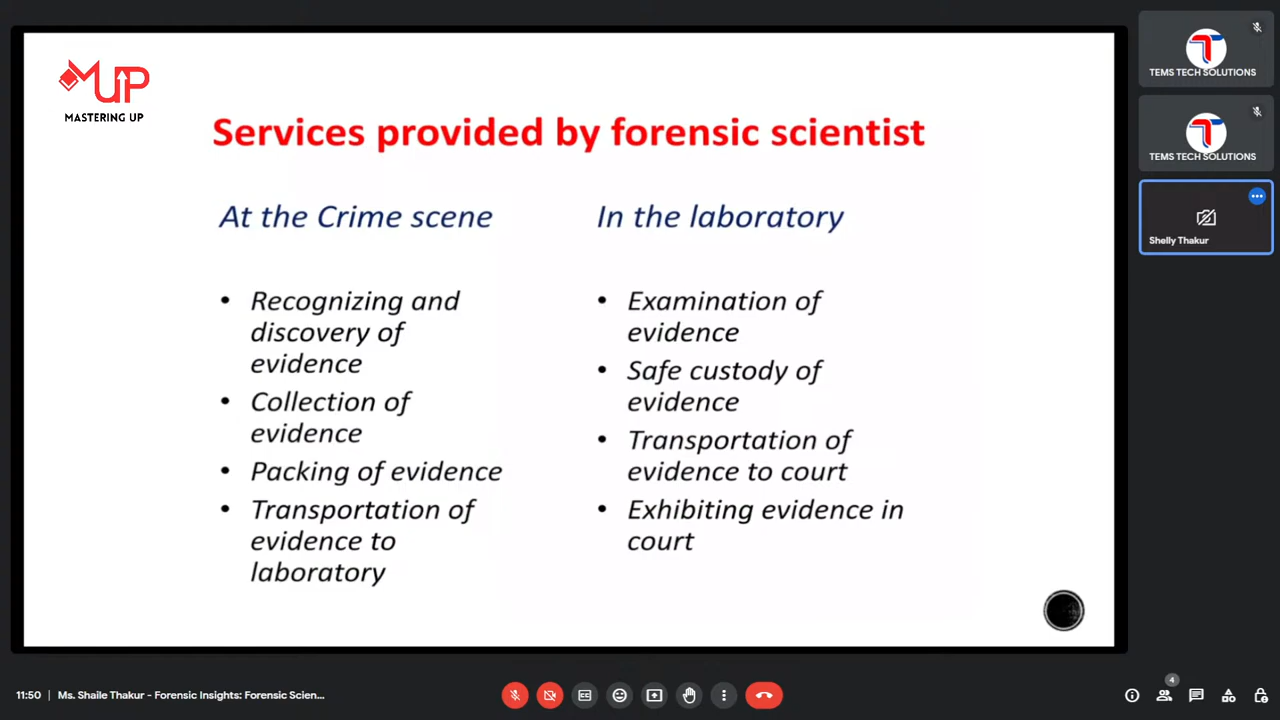 MUP
MASTERING UP
Services provided by forensic scientist
At the Crime scene
• Recognizing and
discovery of
evidence
• Collection of
evidence
• Packing of evidence
• Transportation of
evidence to
laboratory
In the laboratory
• Examination of
evidence
• Safe custody of
evidence
• Transportation of
evidence to court
• Exhibiting evidence in
court
TEMS TECH SOLUTIONS
TEMS TECH SOLUTIONS
Shelly Thakur
11:50 | Ms. Shaile Thakur - Forensic Insights: Forensic Scien...
4